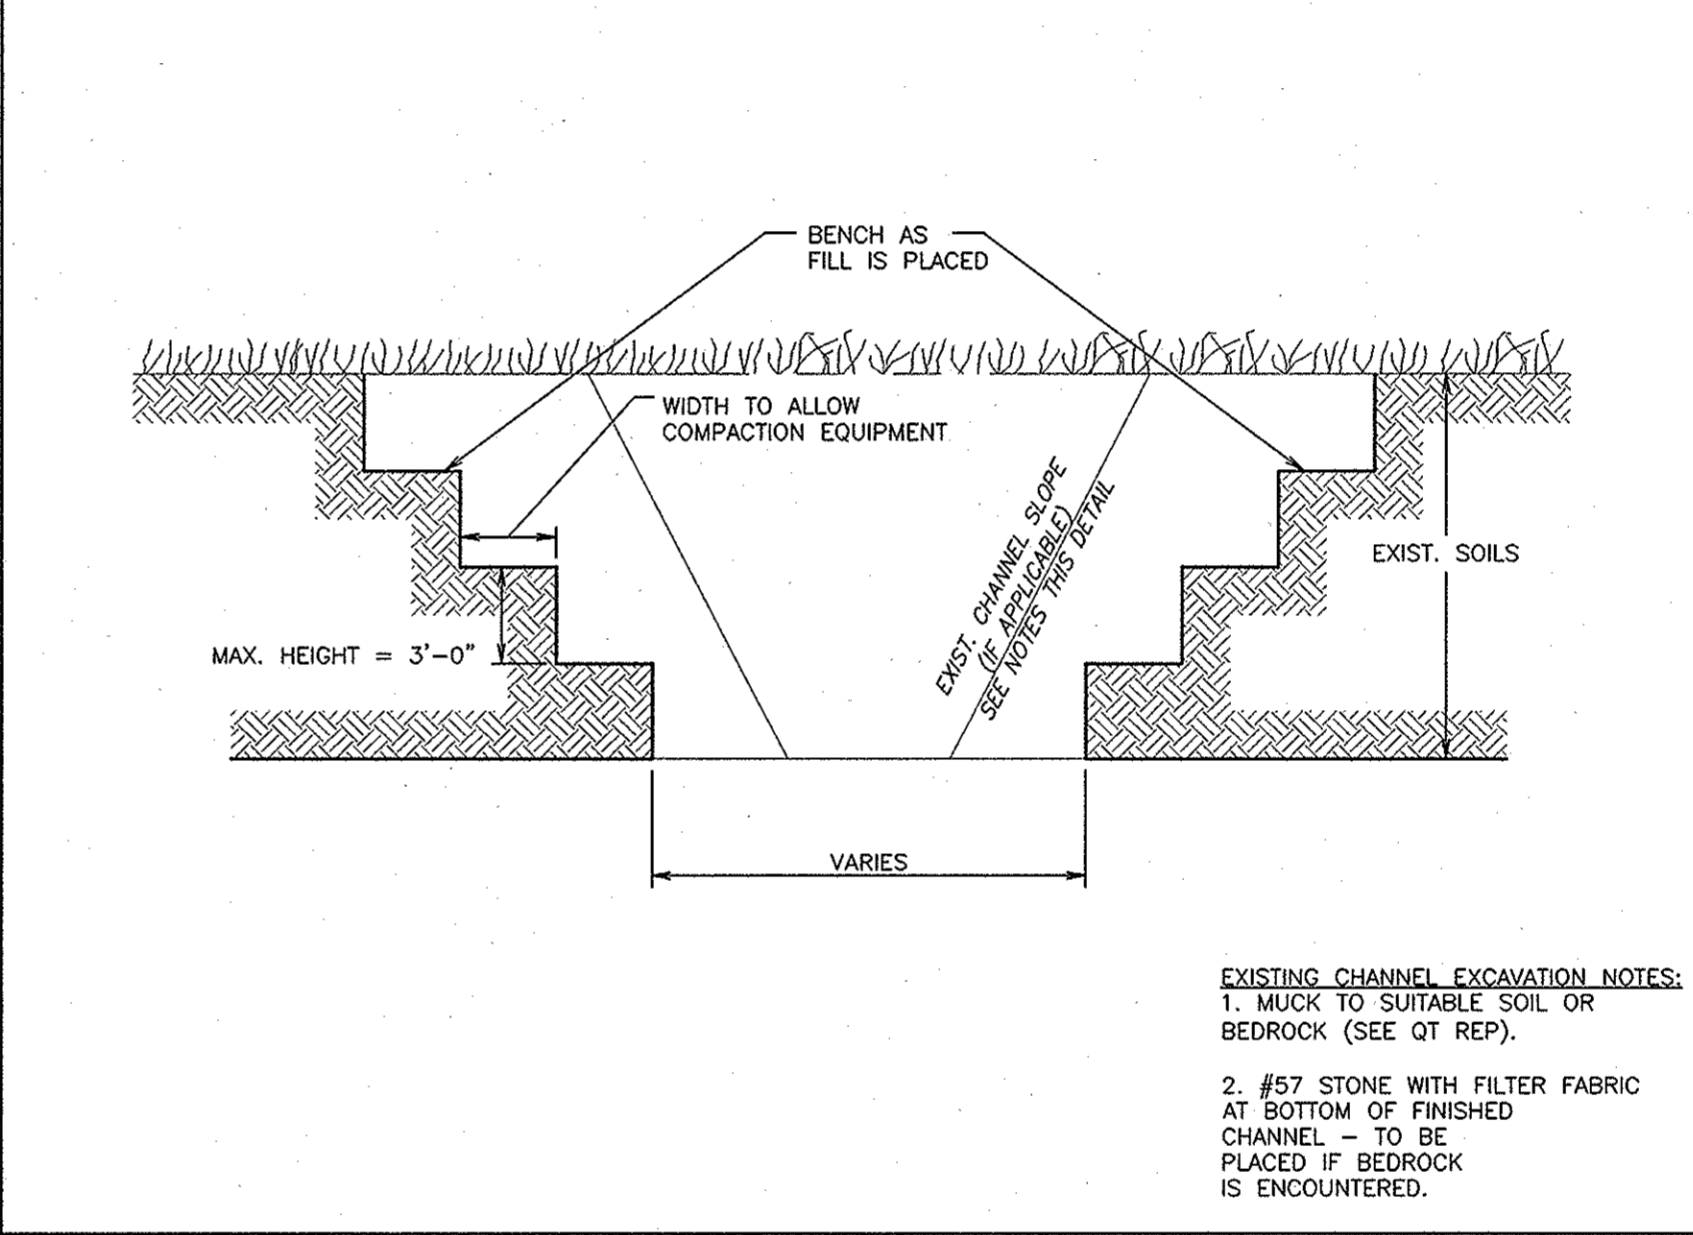 BENCH AS
FILL IS PLACED
WIDTH TO ALLOW
COMPACTION EQUIPMENT
EXIST. CHANNEL SLOPE
(IF APPLICABLE)
SEE NOTES THIS DETAIL
EXIST. SOILS
MAX. HEIGHT = 3'-0"
VARIES
EXISTING CHANNEL EXCAVATION NOTES:
1. MUCK TO SUITABLE SOIL OR
BEDROCK (SEE QT REP).
2. #57 STONE WITH FILTER FABRIC
AT BOTTOM OF FINISHED
CHANNEL – TO BE
PLACED IF BEDROCK
IS ENCOUNTERED.